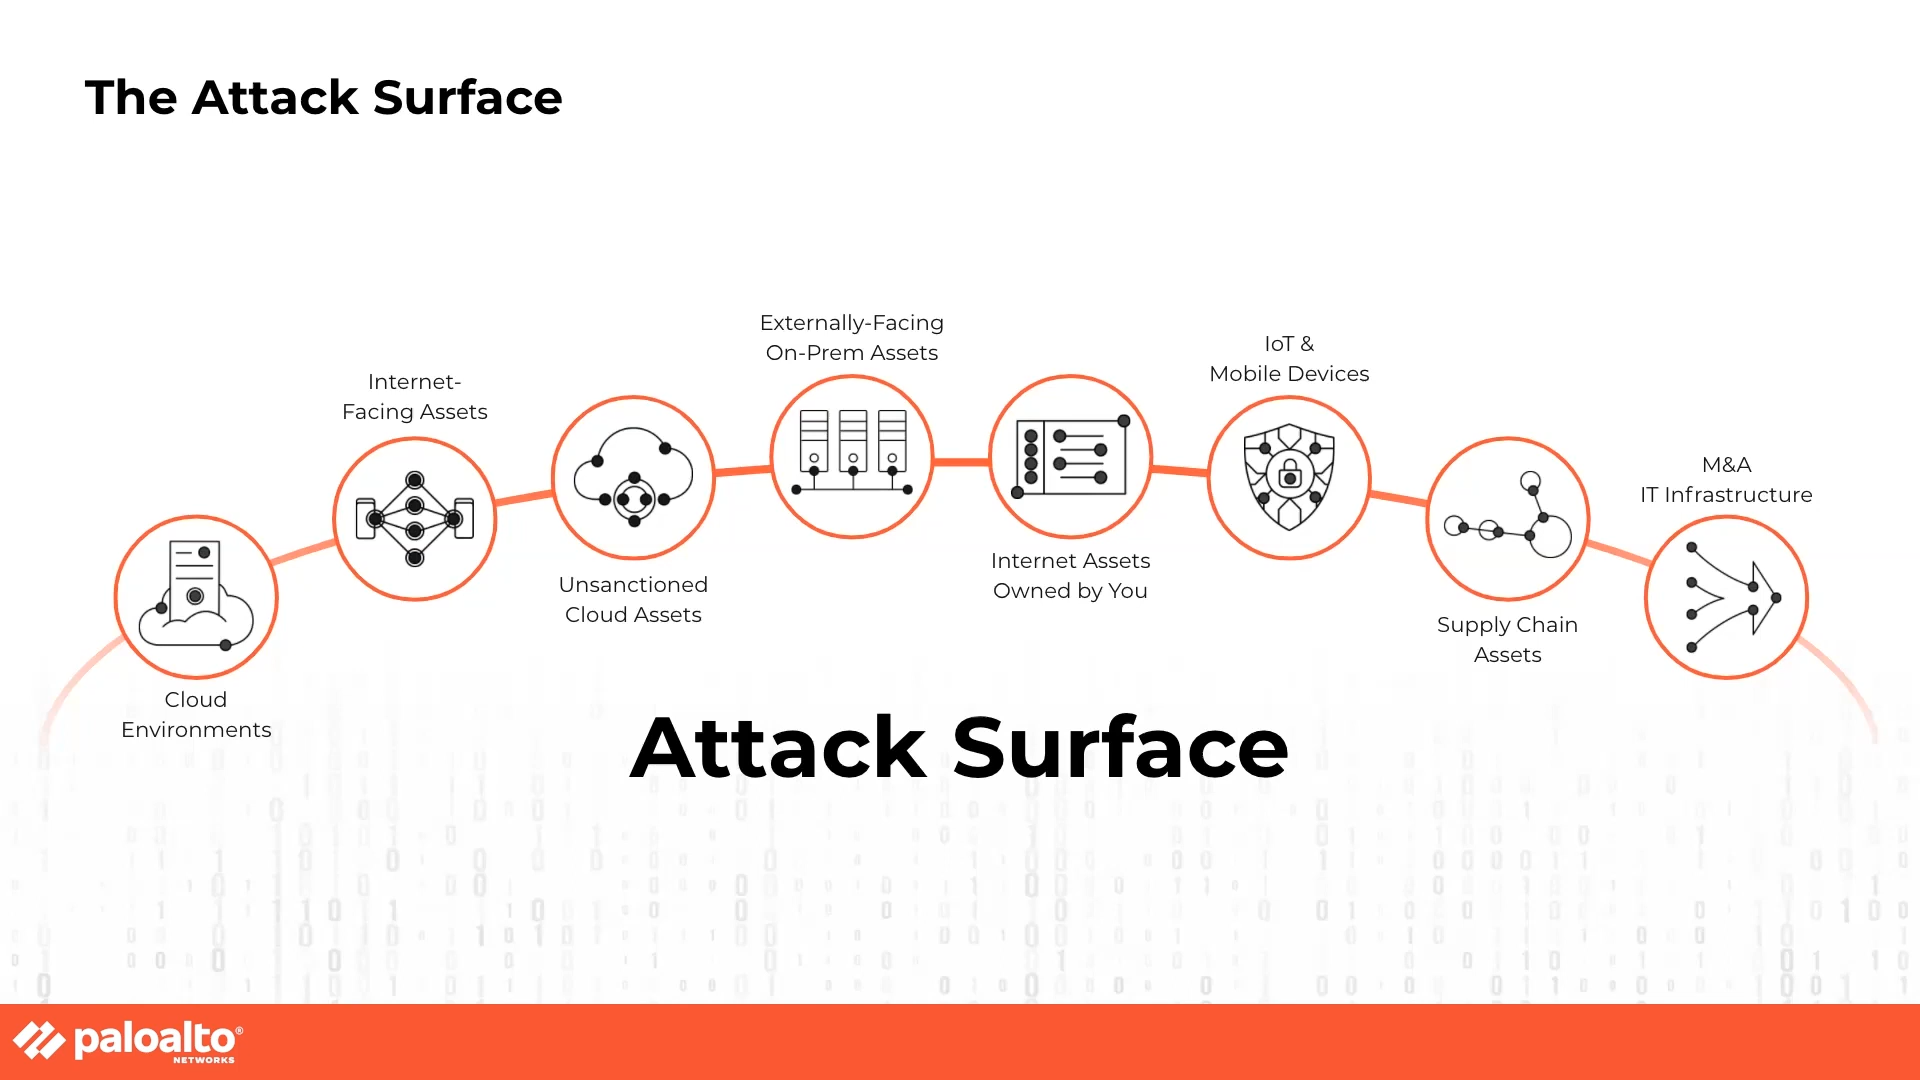 The Attack Surface
Cloud
Environments
Internet-
Facing Assets
Unsanctioned
Cloud Assets
Externally-Facing
On-Prem Assets
Internet Assets
Owned by You
IoT &
Mobile Devices
Supply Chain
Assets
M&A
IT Infrastructure
Attack Surface
paloalto®
NETWORKS